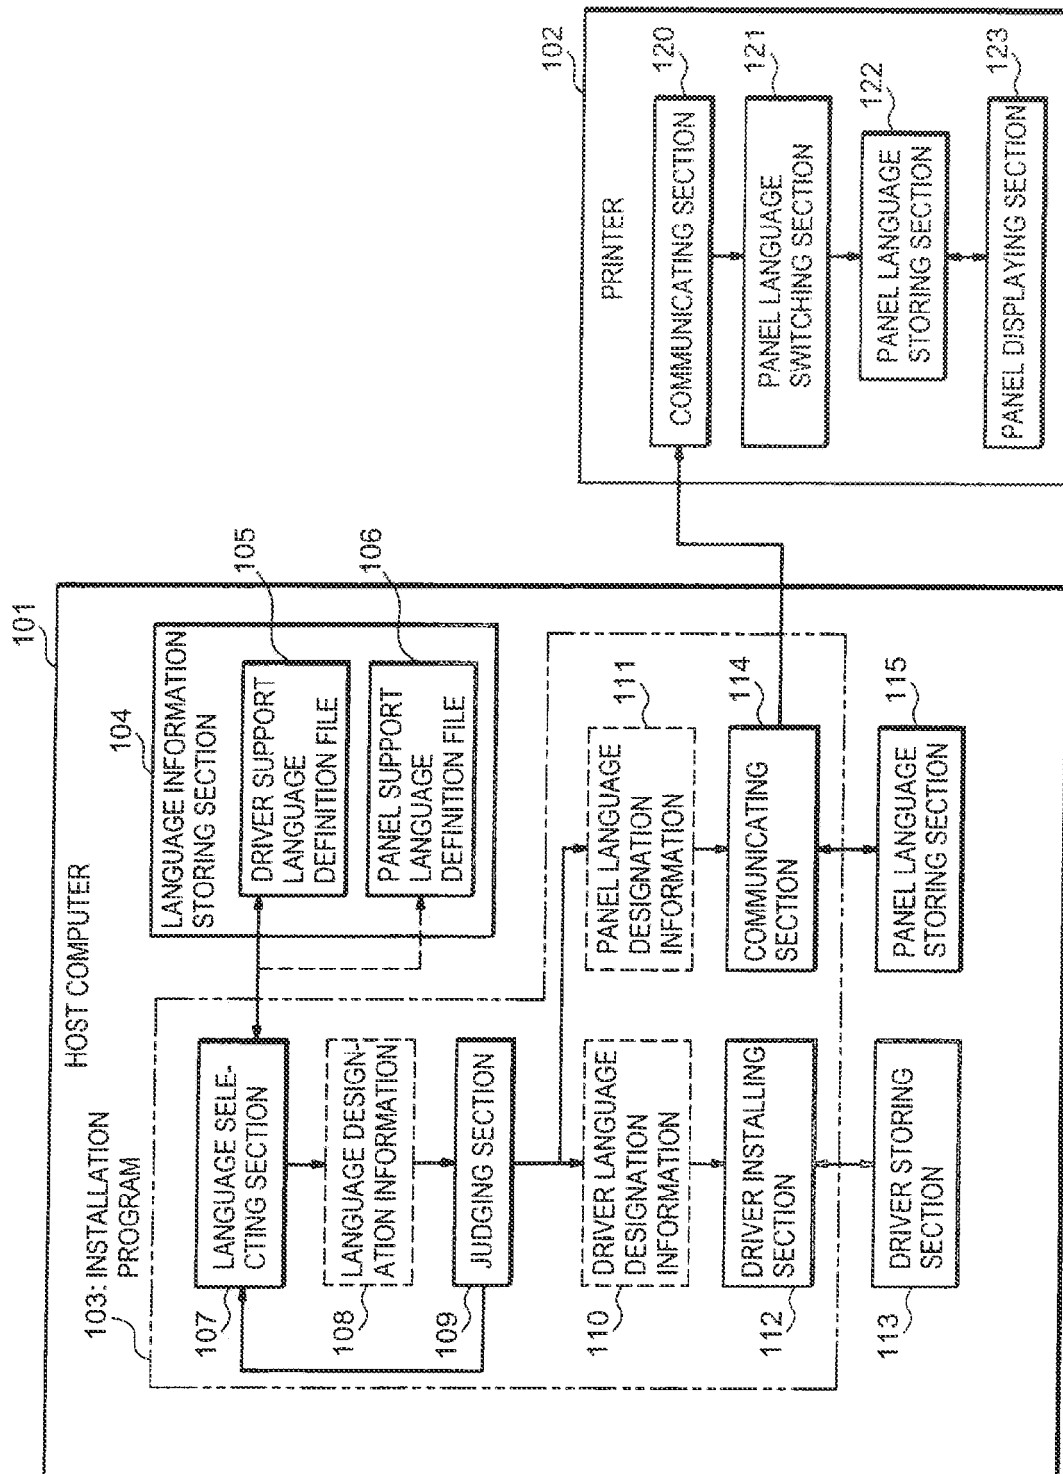 101
HOST COMPUTER
103: INSTALLATION
PROGRAM
104
LANGUAGE INFORMATION
STORING SECTION
105
DRIVER SUPPORT
LANGUAGE
DEFINITION FILE
106
PANEL SUPPORT
LANGUAGE
DEFINITION FILE
107
LANGUAGE SELE-
CTING SECTION
108
LANGUAGE DESIGN-
ATION INFORMATION
109
JUDGING SECTION
110
DRIVER LANGUAGE
DESIGNATION
INFORMATION
111
PANEL LANGUAGE
DESIGNATION
INFORMATION
112
DRIVER INSTALLING
SECTION
114
COMMUNICATING
SECTION
113
DRIVER STORING
SECTION
115
PANEL LANGUAGE
STORING SECTION
102
PRINTER
120
COMMUNICATING SECTION
121
PANEL LANGUAGE
SWITCHING SECTION
122
PANEL LANGUAGE
STORING SECTION
123
PANEL DISPLAYING SECTION